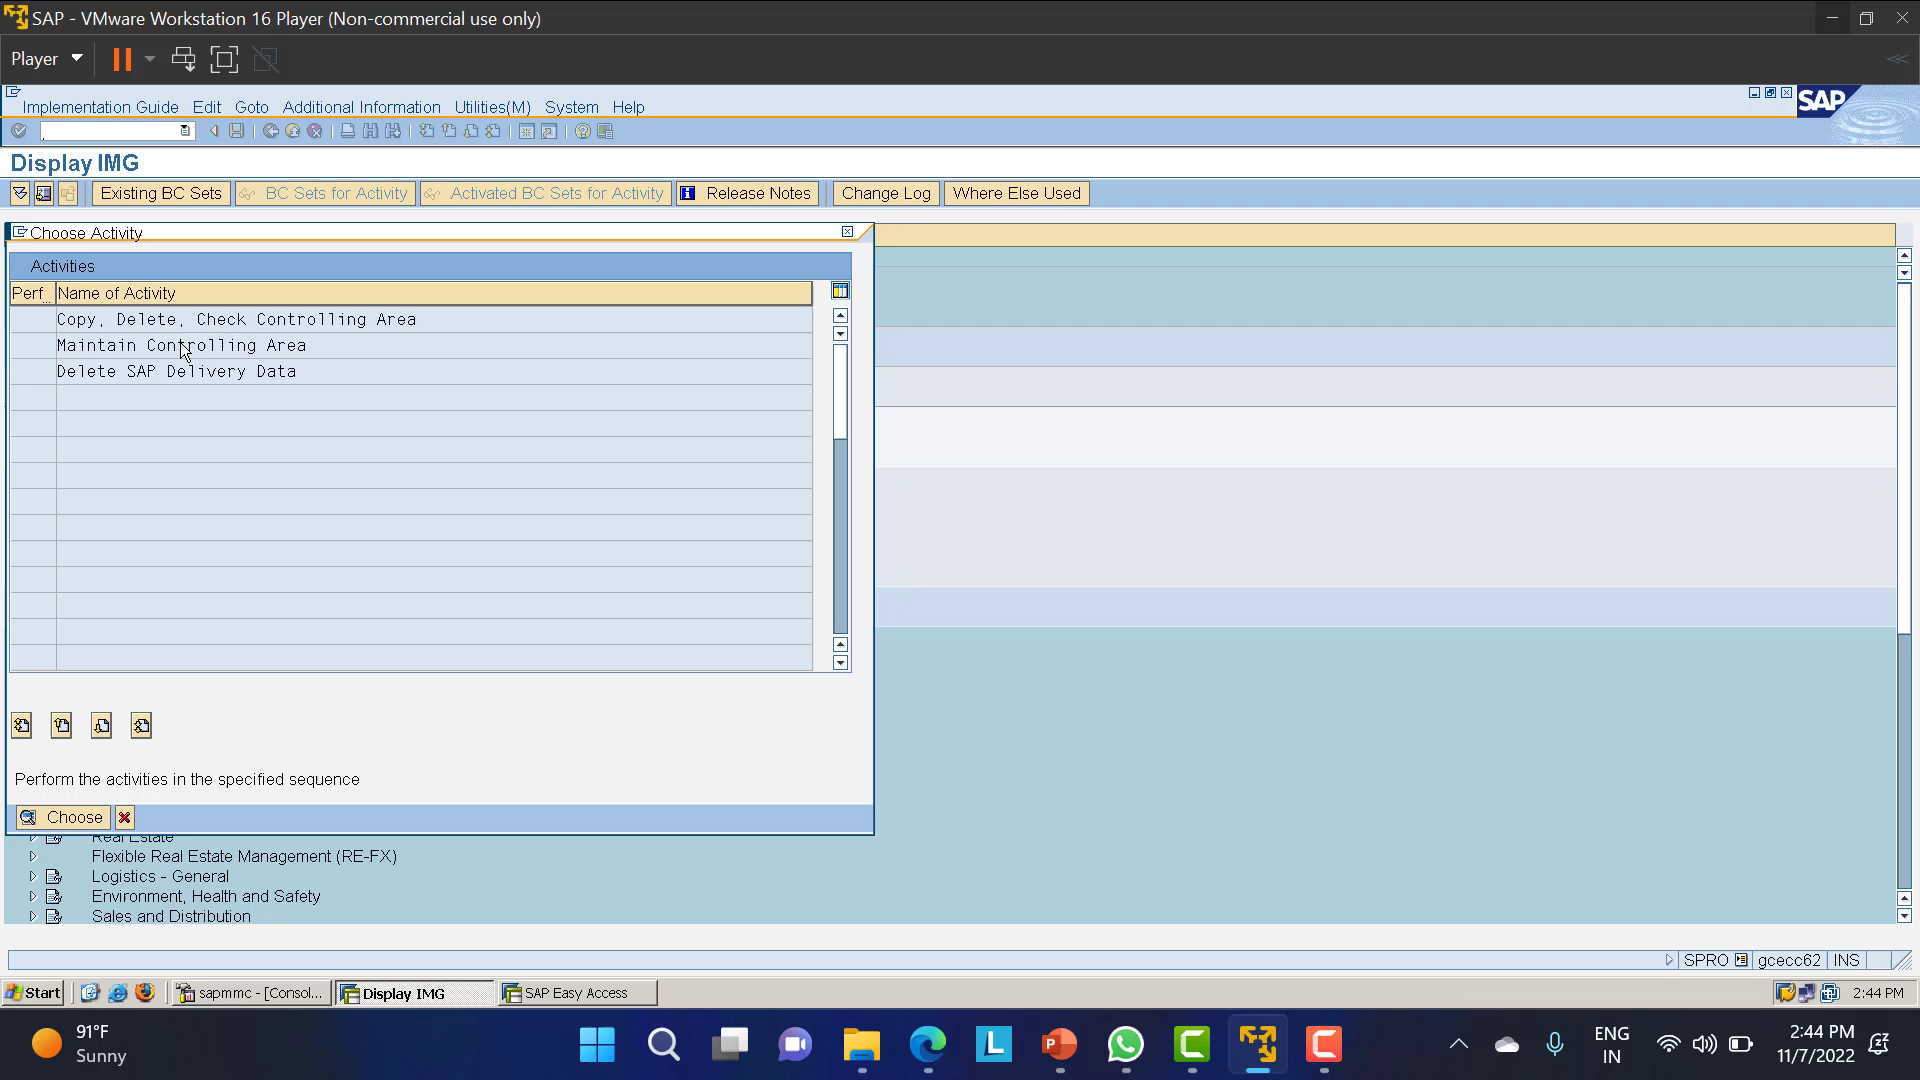 SAP - VMware Workstation 16 Player (Non-commercial use only)
Player
Implementation Guide Edit Goto Additional Information Utilities(M) System Help
SAP
Display IMG
Existing BC Sets BC Sets for Activity Activated BC Sets for Activity Release Notes Change Log Where Else Used
Choose Activity
Activities
Perf... Name of Activity
Copy, Delete, Check Controlling Area
Maintain Controlling Area
Delete SAP Delivery Data
Perform the activities in the specified sequence
Choose
Real Estate
Flexible Real Estate Management (RE-FX)
Logistics - General
Environment, Health and Safety
Sales and Distribution
SPRO gcecc62 INS
Start sapmmc - [Consol... Display IMG SAP Easy Access 2:44 PM
91°F
Sunny
ENG
IN
2:44 PM
11/7/2022